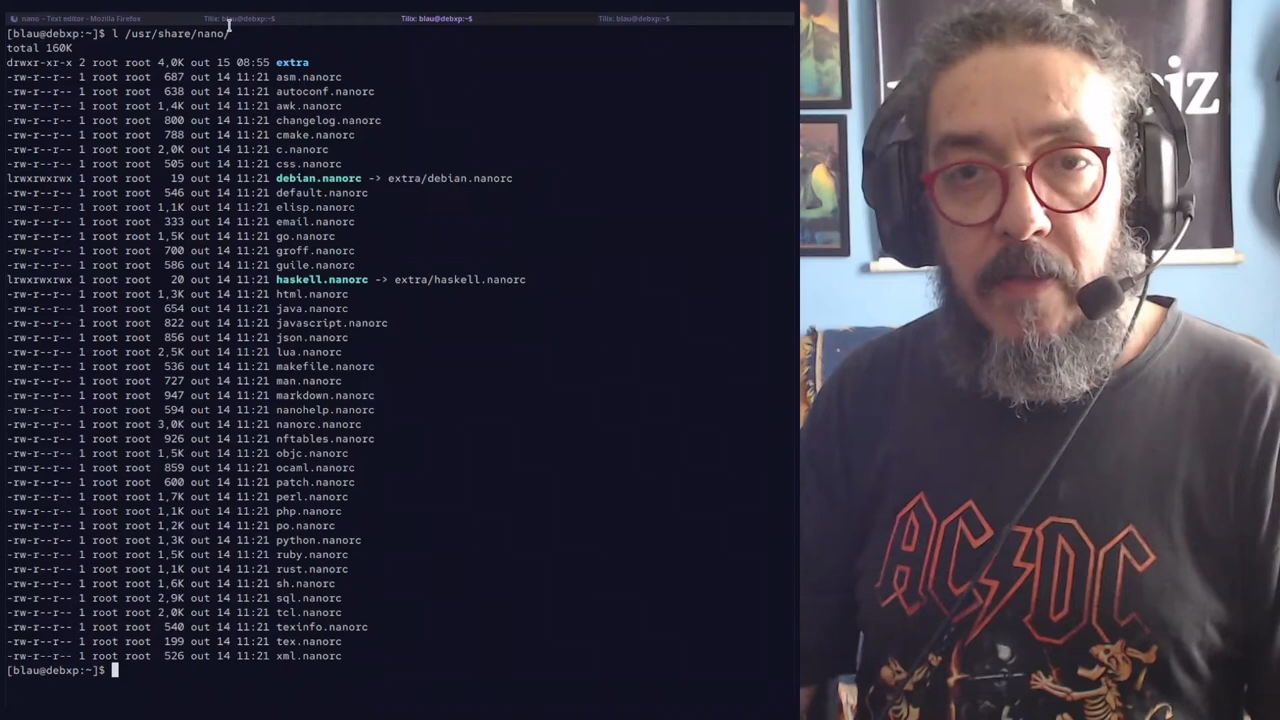 nano – Text editor - Mozilla Firefox
Tilix: blau@debxp:~$
Tilix: blau@debxp:~$
Tilix: blau@debxp:~$
[blau@debxp:~]$ l /usr/share/nano/
total 160K
drwxr-xr-x 2 root root 4,0K out 15 08:55 extra
-rw-r--r-- 1 root root  687 out 14 11:21 asm.nanorc
-rw-r--r-- 1 root root  638 out 14 11:21 autoconf.nanorc
-rw-r--r-- 1 root root 1,4K out 14 11:21 awk.nanorc
-rw-r--r-- 1 root root  800 out 14 11:21 changelog.nanorc
-rw-r--r-- 1 root root  788 out 14 11:21 cmake.nanorc
-rw-r--r-- 1 root root 2,0K out 14 11:21 c.nanorc
-rw-r--r-- 1 root root  505 out 14 11:21 css.nanorc
lrwxrwxrwx 1 root root   19 out 14 11:21 debian.nanorc -> extra/debian.nanorc
-rw-r--r-- 1 root root  546 out 14 11:21 default.nanorc
-rw-r--r-- 1 root root 1,1K out 14 11:21 elisp.nanorc
-rw-r--r-- 1 root root  333 out 14 11:21 email.nanorc
-rw-r--r-- 1 root root 1,5K out 14 11:21 go.nanorc
-rw-r--r-- 1 root root  700 out 14 11:21 groff.nanorc
-rw-r--r-- 1 root root  586 out 14 11:21 guile.nanorc
lrwxrwxrwx 1 root root   20 out 14 11:21 haskell.nanorc -> extra/haskell.nanorc
-rw-r--r-- 1 root root 1,3K out 14 11:21 html.nanorc
-rw-r--r-- 1 root root  654 out 14 11:21 java.nanorc
-rw-r--r-- 1 root root  822 out 14 11:21 javascript.nanorc
-rw-r--r-- 1 root root  856 out 14 11:21 json.nanorc
-rw-r--r-- 1 root root 2,5K out 14 11:21 lua.nanorc
-rw-r--r-- 1 root root  536 out 14 11:21 makefile.nanorc
-rw-r--r-- 1 root root  727 out 14 11:21 man.nanorc
-rw-r--r-- 1 root root  947 out 14 11:21 markdown.nanorc
-rw-r--r-- 1 root root  594 out 14 11:21 nanohelp.nanorc
-rw-r--r-- 1 root root 3,0K out 14 11:21 nanorc.nanorc
-rw-r--r-- 1 root root  926 out 14 11:21 nftables.nanorc
-rw-r--r-- 1 root root 1,5K out 14 11:21 objc.nanorc
-rw-r--r-- 1 root root  859 out 14 11:21 ocaml.nanorc
-rw-r--r-- 1 root root  600 out 14 11:21 patch.nanorc
-rw-r--r-- 1 root root 1,7K out 14 11:21 perl.nanorc
-rw-r--r-- 1 root root 1,1K out 14 11:21 php.nanorc
-rw-r--r-- 1 root root 1,2K out 14 11:21 po.nanorc
-rw-r--r-- 1 root root 1,3K out 14 11:21 python.nanorc
-rw-r--r-- 1 root root 1,5K out 14 11:21 ruby.nanorc
-rw-r--r-- 1 root root 1,1K out 14 11:21 rust.nanorc
-rw-r--r-- 1 root root 1,6K out 14 11:21 sh.nanorc
-rw-r--r-- 1 root root 2,9K out 14 11:21 sql.nanorc
-rw-r--r-- 1 root root 2,0K out 14 11:21 tcl.nanorc
-rw-r--r-- 1 root root  540 out 14 11:21 texinfo.nanorc
-rw-r--r-- 1 root root  199 out 14 11:21 tex.nanorc
-rw-r--r-- 1 root root  526 out 14 11:21 xml.nanorc
[blau@debxp:~]$
AC/DC